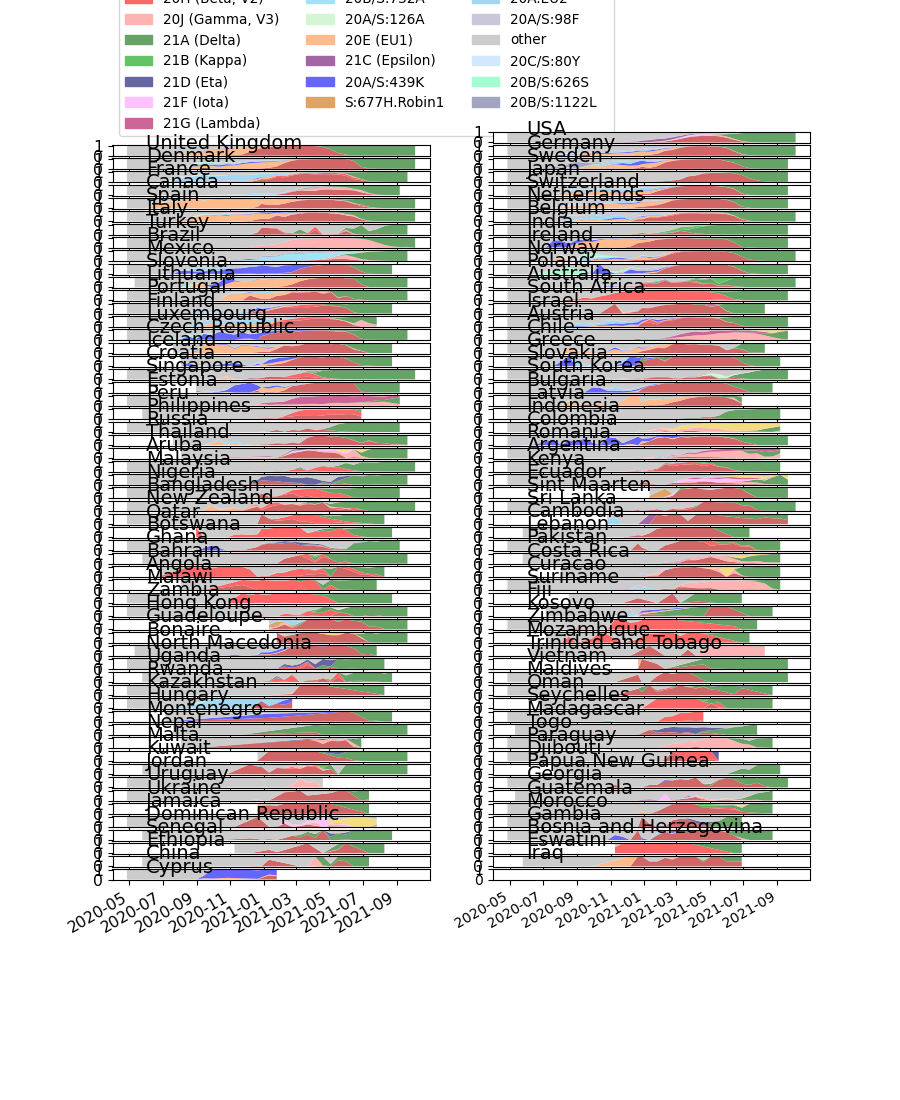 20J (Gamma, V3)
21A (Delta)
21B (Kappa)
21D (Eta)
21F (Iota)
21G (Lambda)
20A/S:126A
20E (EU1)
21C (Epsilon)
20A/S:439K
S:677H.Robin1
20A/S:98F
other
20C/S:80Y
20B/S:626S
20B/S:1122L
United Kingdom
Denmark
France
Canada
Spain
Italy
Turkey
Brazil
Mexico
Slovenia
Lithuania
Portugal
Finland
Luxembourg
Czech Republic
Iceland
Croatia
Singapore
Estonia
Peru
Philippines
Russia
Thailand
Aruba
Malaysia
Nigeria
Bangladesh
New Zealand
Qatar
Botswana
Ghana
Bahrain
Angola
Malawi
Zambia
Hong Kong
Guadeloupe
Bonaire
North Macedonia
Uganda
Rwanda
Kazakhstan
Hungary
Montenegro
Nepal
Malta
Kuwait
Jordan
Uruguay
Ukraine
Jamaica
Dominican Republic
Senegal
Ethiopia
China
Cyprus
2020-05
2020-07
2020-09
2020-11
2021-01
2021-03
2021-05
2021-07
2021-09
USA
Germany
Sweden
Japan
Switzerland
Netherlands
Belgium
India
Ireland
Norway
Poland
Australia
South Africa
Israel
Austria
Chile
Greece
Slovakia
South Korea
Bulgaria
Latvia
Indonesia
Colombia
Romania
Argentina
Kenya
Ecuador
Sint Maarten
Sri Lanka
Cambodia
Lebanon
Pakistan
Costa Rica
Curacao
Suriname
Fiji
Kosovo
Zimbabwe
Mozambique
Trinidad and Tobago
Vietnam
Maldives
Oman
Seychelles
Madagascar
Togo
Paraguay
Djibouti
Papua New Guinea
Georgia
Guatemala
Morocco
Gambia
Bosnia and Herzegovina
Eswatini
Iraq
2020-05
2020-07
2020-09
2020-11
2021-01
2021-03
2021-05
2021-07
2021-09